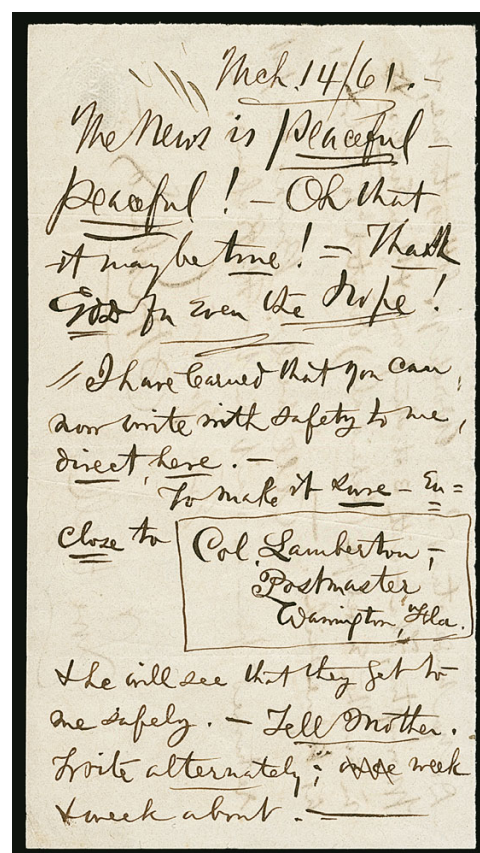 Mch. 14/61. –
The News is peaceful –
peaceful! – Oh that
it may be true! – Thank
God for even the hope!
// I have learned that you can,
now write with safety to me,
direct, here. –
To make it sure – En=
close to
Col. Lamberton,
Postmaster,
Warrington, Fla.
& he will see that they get to
me safely. – Tell Mother.
Write alternately; week
& week about. –